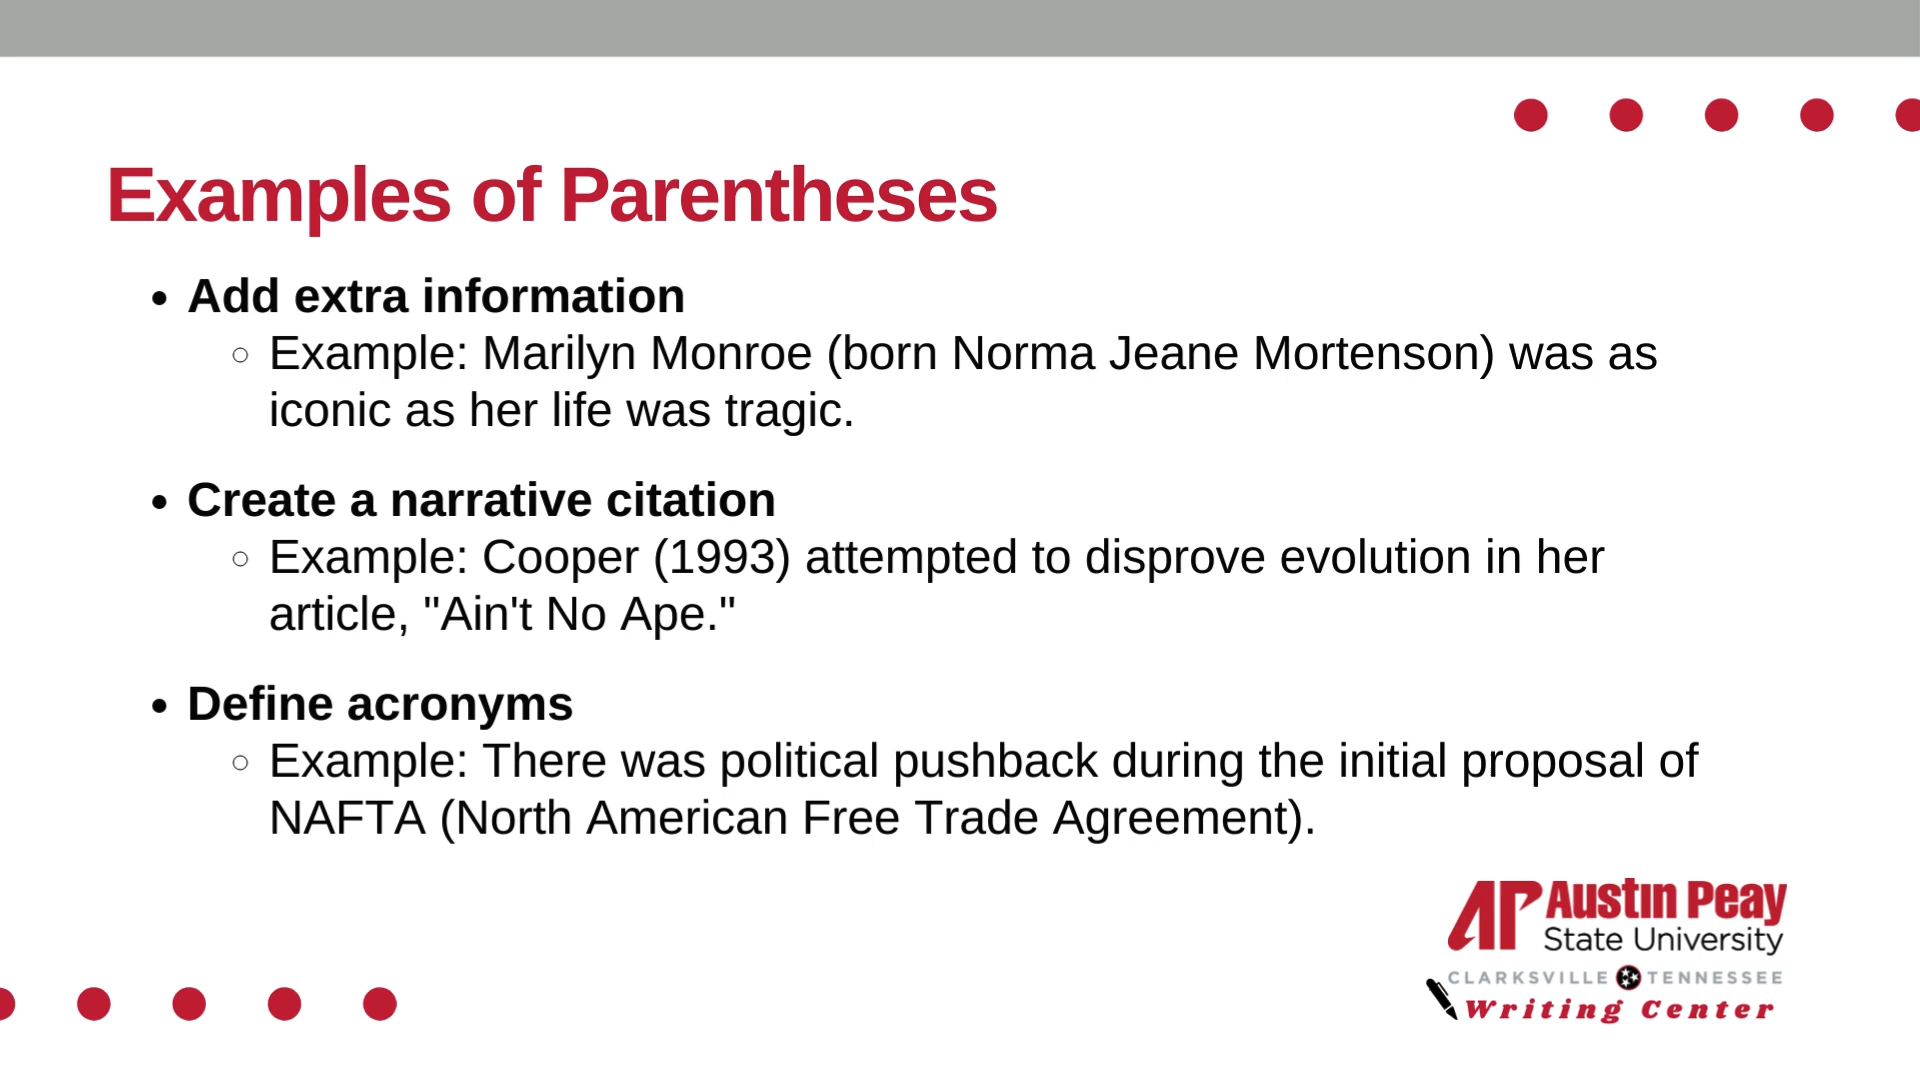 Examples of Parentheses
• Add extra information
○ Example: Marilyn Monroe (born Norma Jeane Mortenson) was as
iconic as her life was tragic.
• Create a narrative citation
○ Example: Cooper (1993) attempted to disprove evolution in her
article, "Ain't No Ape."
• Define acronyms
○ Example: There was political pushback during the initial proposal of
NAFTA (North American Free Trade Agreement).
AP Austin Peay
State University
CLARKSVILLE TENNESSEE
Writing Center